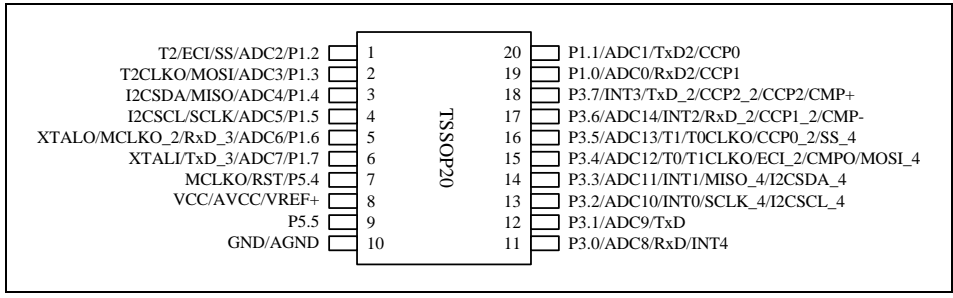 T2/ECI/SS/ADC2/P1.2 1 20 P1.1/ADC1/TxD2/CCP0
T2CLKO/MOSI/ADC3/P1.3 2 19 P1.0/ADC0/RxD2/CCP1
I2CSDA/MISO/ADC4/P1.4 3 18 P3.7/INT3/TxD_2/CCP2_2/CCP2/CMP+
I2CSCL/SCLK/ADC5/P1.5 4 17 P3.6/ADC14/INT2/RxD_2/CCP1_2/CMP-
XTALO/MCLKO_2/RxD_3/ADC6/P1.6 5 16 P3.5/ADC13/T1/T0CLKO/CCP0_2/SS_4
XTALI/TxD_3/ADC7/P1.7 6 15 P3.4/ADC12/T0/T1CLKO/ECI_2/CMPO/MOSI_4
MCLKO/RST/P5.4 7 14 P3.3/ADC11/INT1/MISO_4/I2CSDA_4
VCC/AVCC/VREF+ 8 13 P3.2/ADC10/INT0/SCLK_4/I2CSCL_4
P5.5 9 12 P3.1/ADC9/TxD
GND/AGND 10 11 P3.0/ADC8/RxD/INT4
TSSOP20